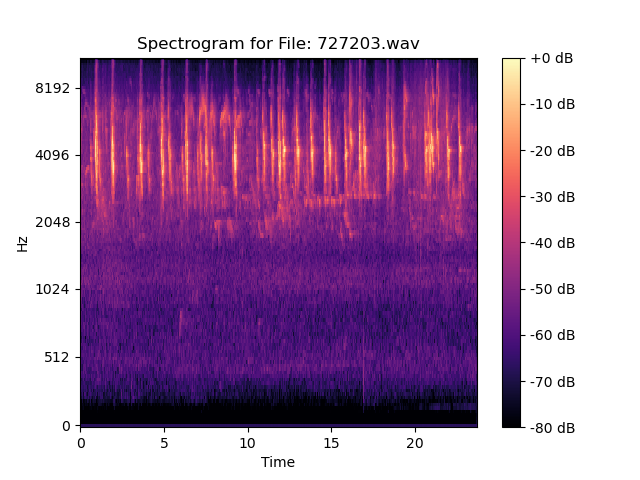 Spectrogram for File: 727203.wav
8192
4096
2048
1024
512
0
Hz
0 5 10 15 20
Time
+0 dB
-10 dB
-20 dB
-30 dB
-40 dB
-50 dB
-60 dB
-70 dB
-80 dB